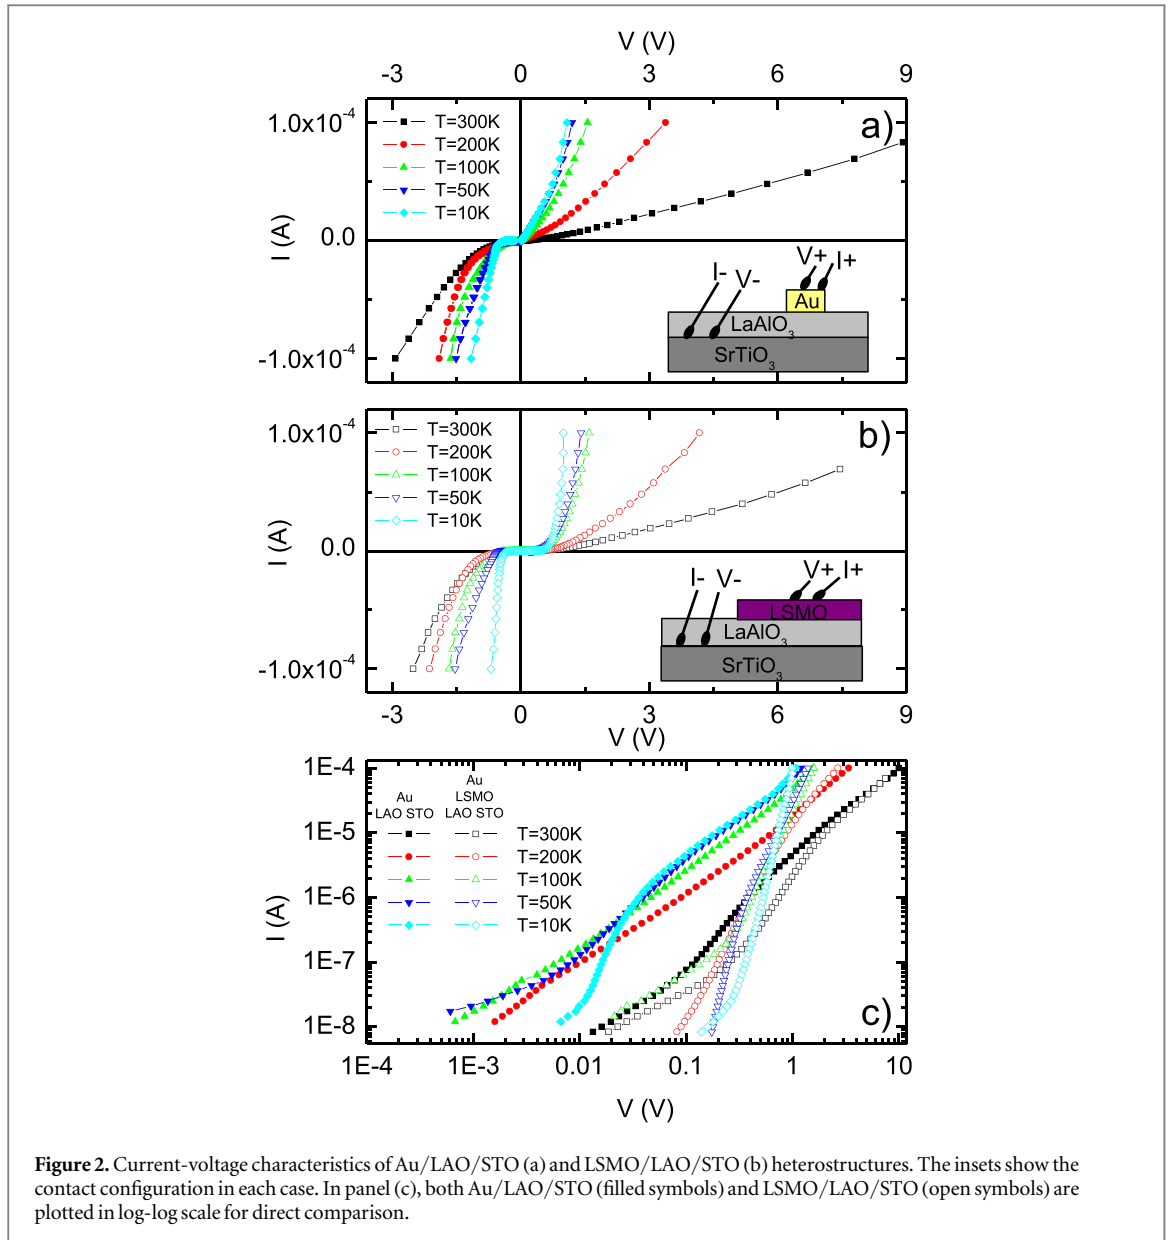 V (V)
-3 0 3 6 9
1.0x10⁻⁴
0.0
-1.0x10⁻⁴
I (A)
T=300K
T=200K
T=100K
T=50K
T=10K
a)
I- V- V+ I+
Au
LaAlO₃
SrTiO₃
1.0x10⁻⁴
0.0
-1.0x10⁻⁴
I (A)
T=300K
T=200K
T=100K
T=50K
T=10K
b)
I- V- V+ I+
LSMO
LaAlO₃
SrTiO₃
-3 0 3 6 9
V (V)
1E-4
1E-5
1E-6
1E-7
1E-8
I (A)
Au
LAO STO
Au
LSMO
LAO STO
T=300K
T=200K
T=100K
T=50K
T=10K
c)
1E-4 1E-3 0.01 0.1 1 10
V (V)
Figure 2. Current-voltage characteristics of Au/LAO/STO (a) and LSMO/LAO/STO (b) heterostructures. The insets show the
contact configuration in each case. In panel (c), both Au/LAO/STO (filled symbols) and LSMO/LAO/STO (open symbols) are
plotted in log-log scale for direct comparison.